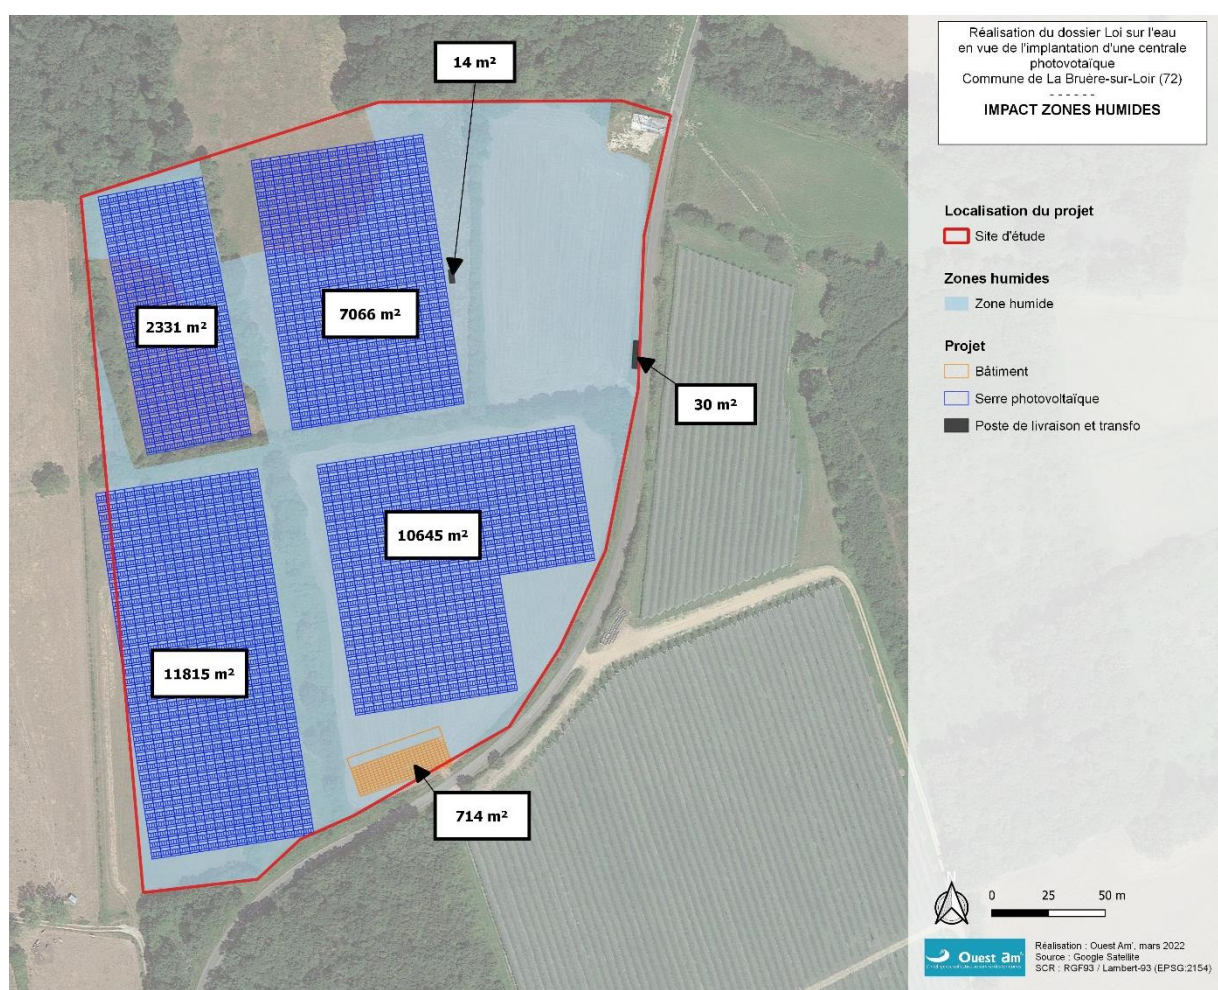 Réalisation du dossier Loi sur l'eau
en vue de l'implantation d'une centrale
photovotaïque
Commune de La Bruère-sur-Loir (72)
- - - - - -
IMPACT ZONES HUMIDES
14 m²
2331 m²
7066 m²
30 m²
10645 m²
11815 m²
714 m²
Localisation du projet
Site d'étude
Zones humides
Zone humide
Projet
Bâtiment
Serre photovoltaïque
Poste de livraison et transfo
N
0 25 50 m
Ouest am'
Réalisation : Ouest Am', mars 2022
Source : Google Satellite
SCR : RGF93 / Lambert-93 (EPSG:2154)